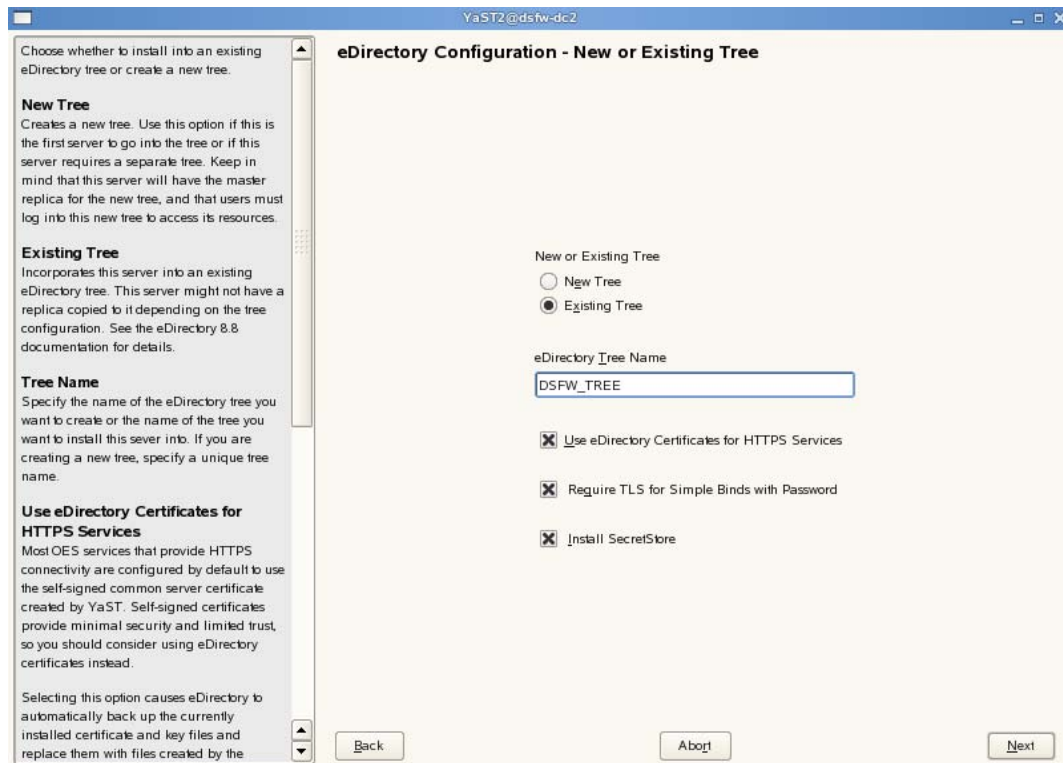 YaST2@dsfw-dc2
Choose whether to install into an existing
eDirectory tree or create a new tree.
New Tree
Creates a new tree. Use this option if this is
the first server to go into the tree or if this
server requires a separate tree. Keep in
mind that this server will have the master
replica for the new tree, and that users must
log into this new tree to access its resources.
Existing Tree
Incorporates this server into an existing
eDirectory tree. This server might not have a
replica copied to it depending on the tree
configuration. See the eDirectory 8.8
documentation for details.
Tree Name
Specify the name of the eDirectory tree you
want to create or the name of the tree you
want to install this sever into. If you are
creating a new tree, specify a unique tree
name.
Use eDirectory Certificates for
HTTPS Services
Most OES services that provide HTTPS
connectivity are configured by default to use
the self-signed common server certificate
created by YaST. Self-signed certificates
provide minimal security and limited trust,
so you should consider using eDirectory
certificates instead.
Selecting this option causes eDirectory to
automatically back up the currently
installed certificate and key files and
replace them with files created by the
eDirectory Configuration - New or Existing Tree
New or Existing Tree
New Tree
Existing Tree
eDirectory Tree Name
DSFW_TREE
Use eDirectory Certificates for HTTPS Services
Require TLS for Simple Binds with Password
Install SecretStore
Back
Abort
Next